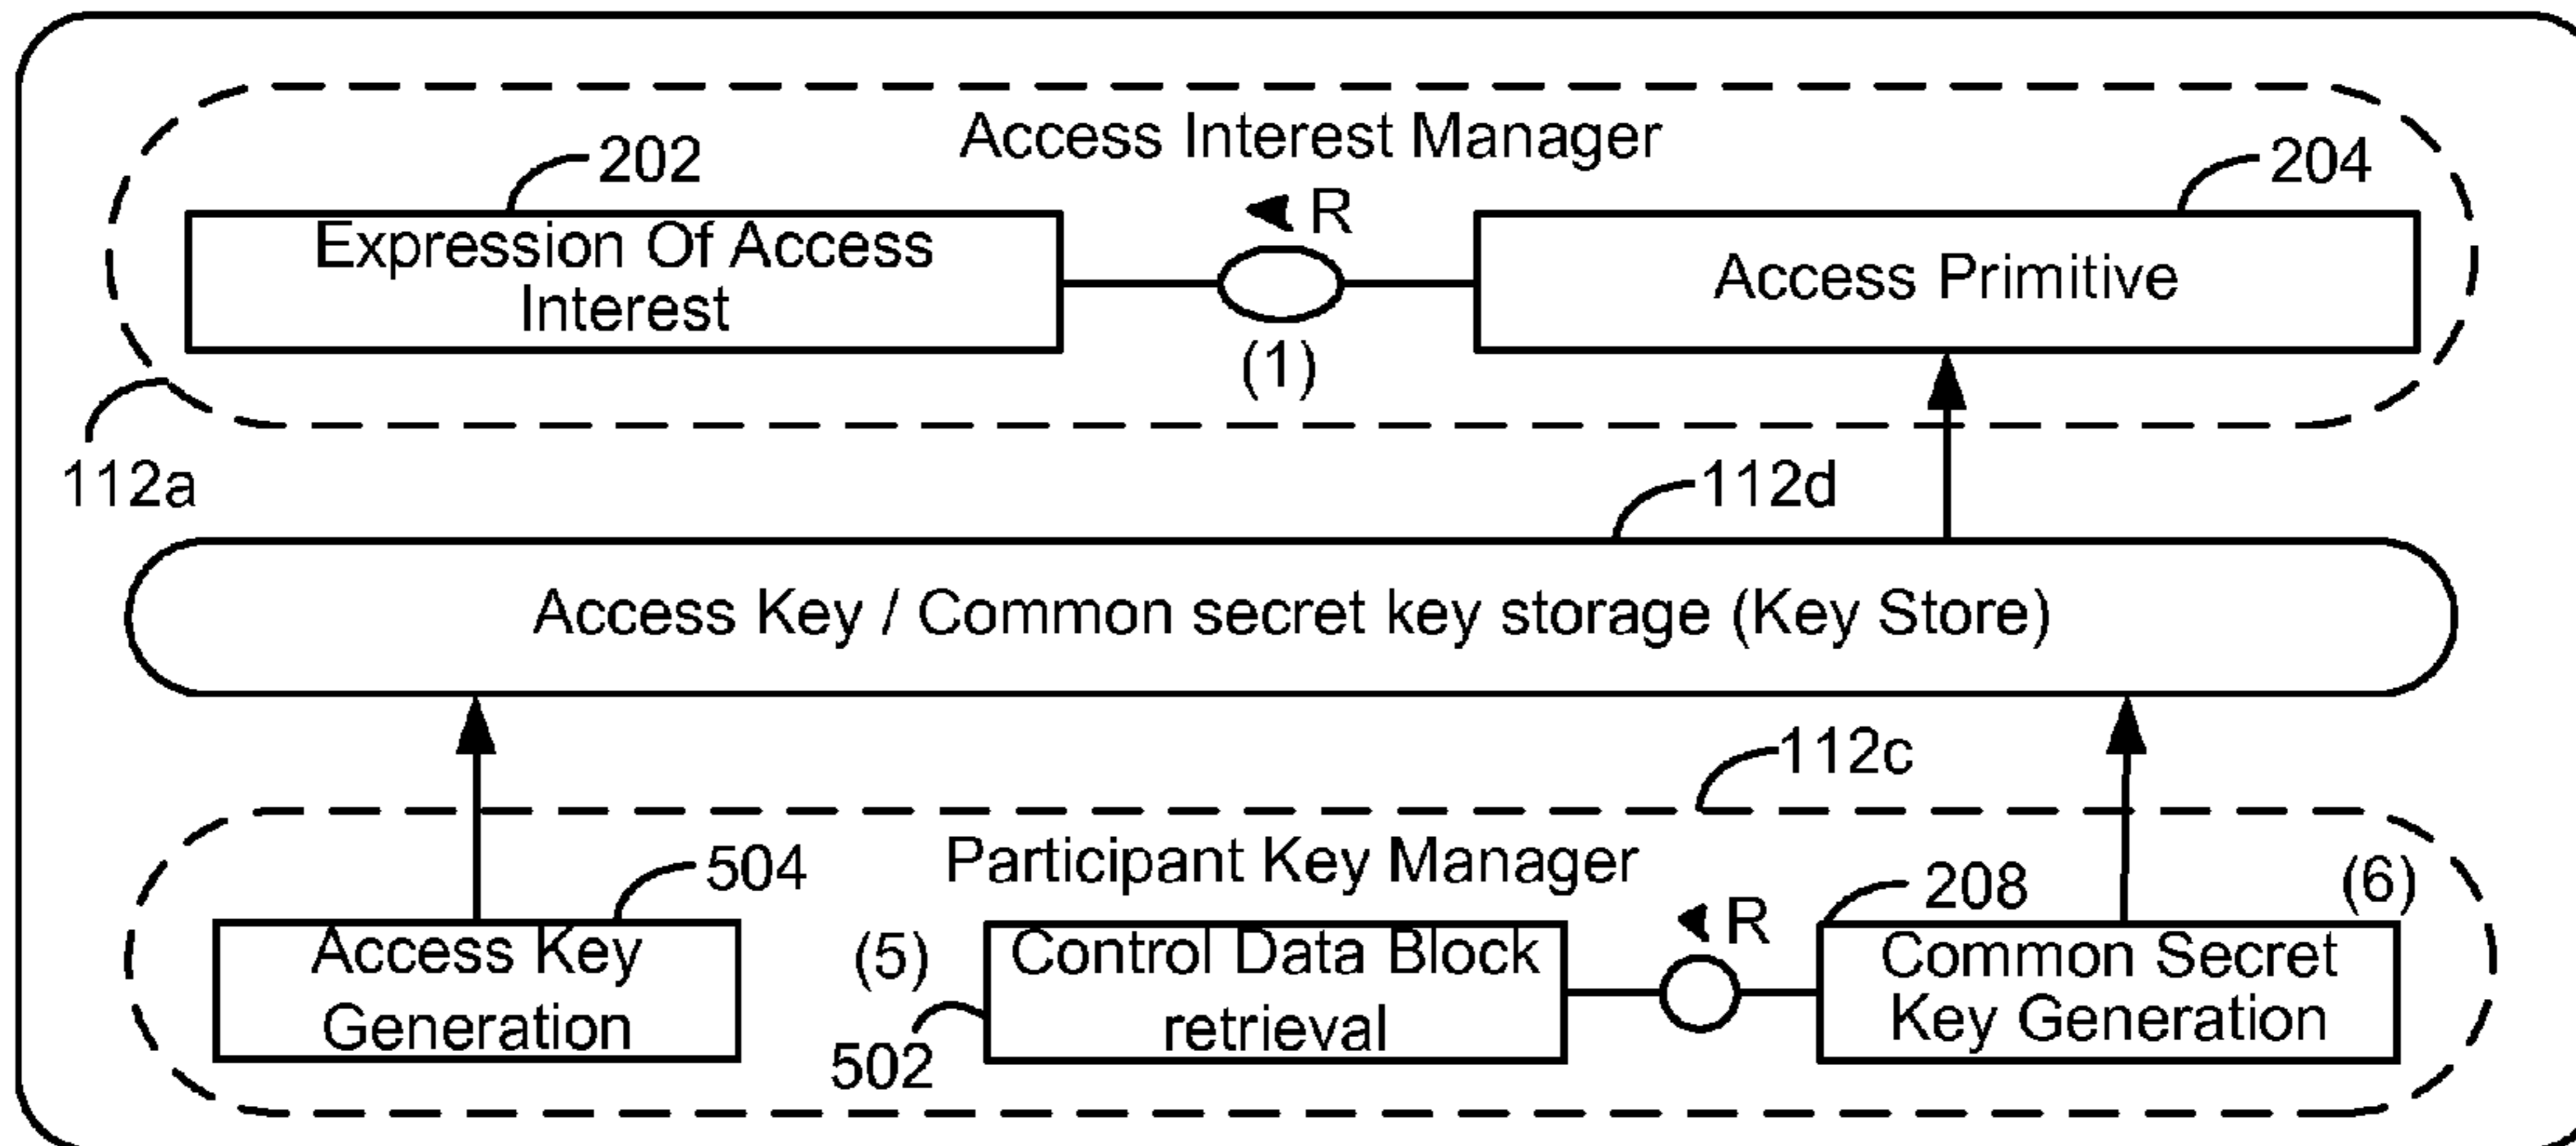 Access Interest Manager
202
204
R
Expression Of Access
Interest
Access Primitive
(1)
112a
112d
Access Key / Common secret key storage (Key Store)
112c
Participant Key Manager
504
208
(6)
R
Access Key
Generation
(5)
502
Control Data Block
retrieval
Common Secret
Key Generation